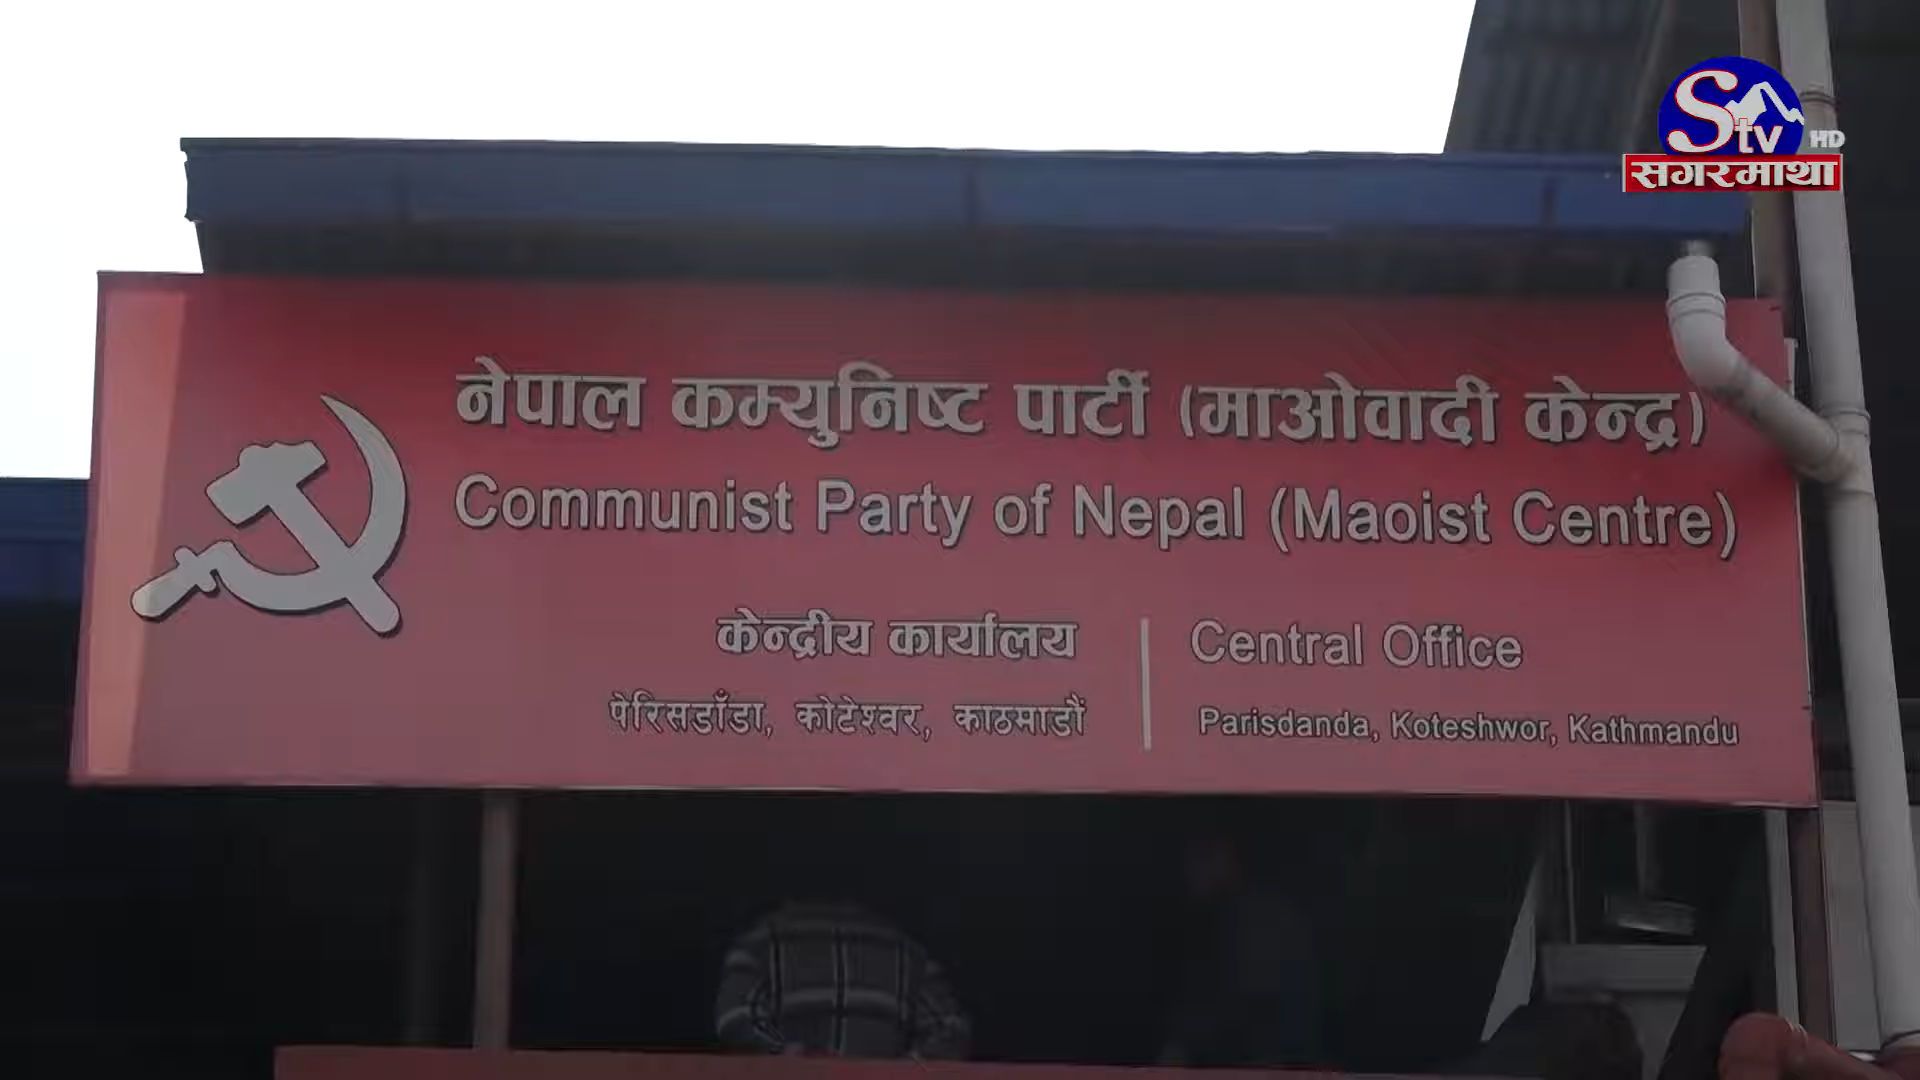 Stv HD
सगरमाथा
नेपाल कम्युनिष्ट पार्टी (माओवादी केन्द्र)
Communist Party of Nepal (Maoist Centre)
केन्द्रीय कार्यालय
पेरिसडाँडा, कोटेश्वर, काठमाडौं
Central Office
Parisdanda, Koteshwor, Kathmandu